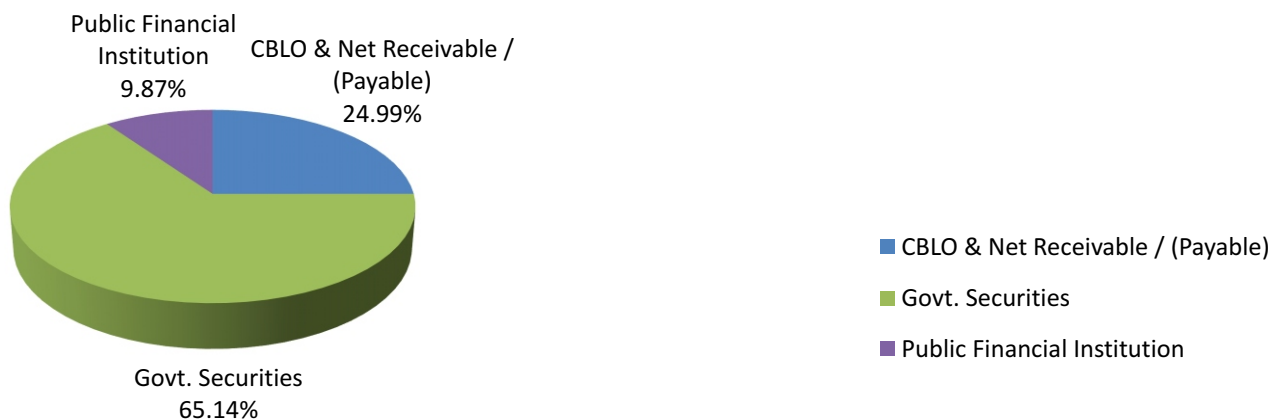 Public Financial
Institution
9.87%
CBLO & Net Receivable /
(Payable)
24.99%
Govt. Securities
65.14%
CBLO & Net Receivable / (Payable)
Govt. Securities
Public Financial Institution